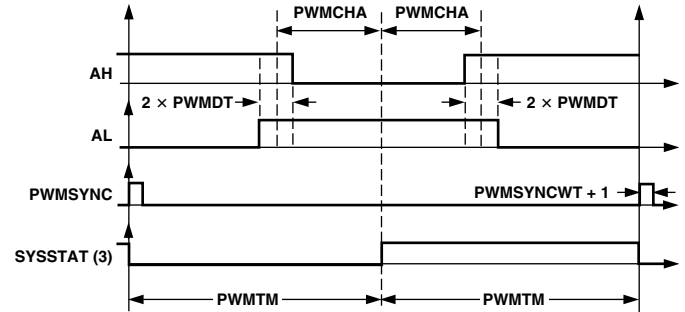 PWMCHA PWMCHA
AH
2 × PWMDT 2 × PWMDT
AL
PWMSYNC PWMSYNCWT + 1
SYSSTAT (3)
PWMTM PWMTM